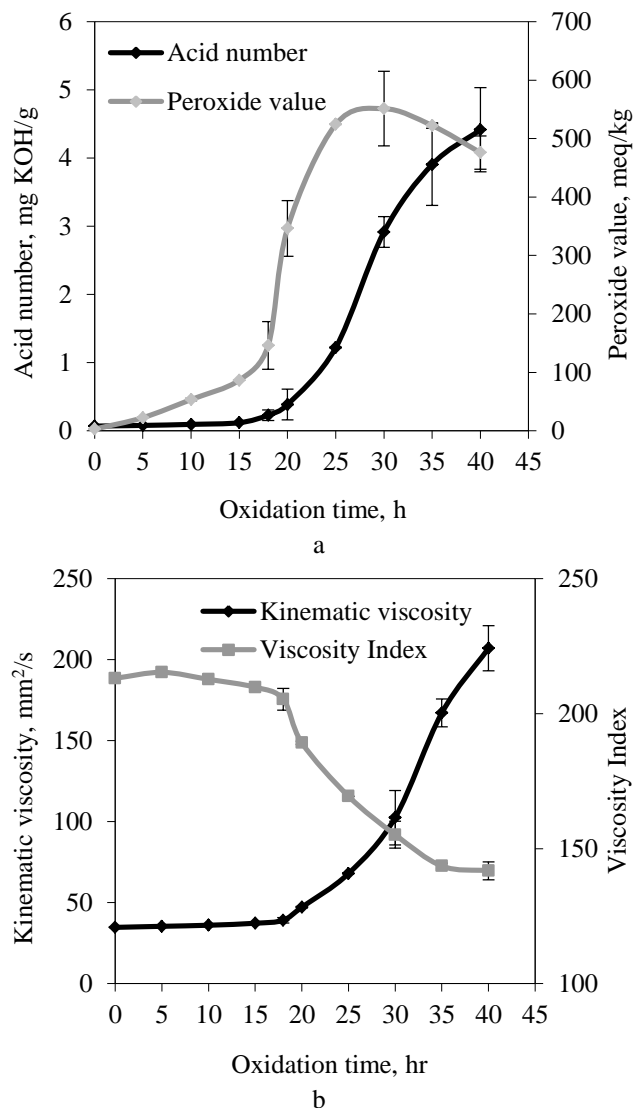 Acid number, mg KOH/g
6
5
4
3
2
1
0
Acid number
Peroxide value
700
600
500
400
300
200
100
0
Peroxide value, meq/kg
0 5 10 15 20 25 30 35 40 45
Oxidation time, h
a
Kinematic viscosity, mm²/s
250
200
150
100
50
0
Kinematic viscosity
Viscosity Index
250
200
150
100
Viscosity Index
0 5 10 15 20 25 30 35 40 45
Oxidation time, hr
b